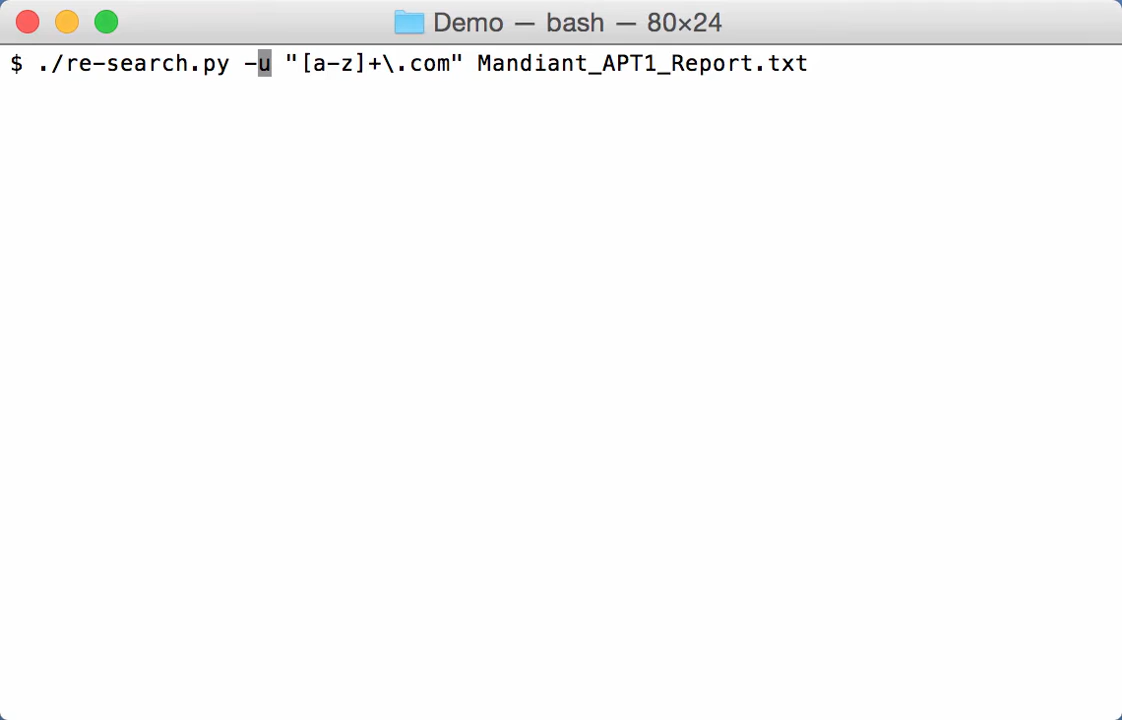 Demo — bash — 80×24
$ ./re-search.py -u "[a-z]+\.com" Mandiant_APT1_Report.txt